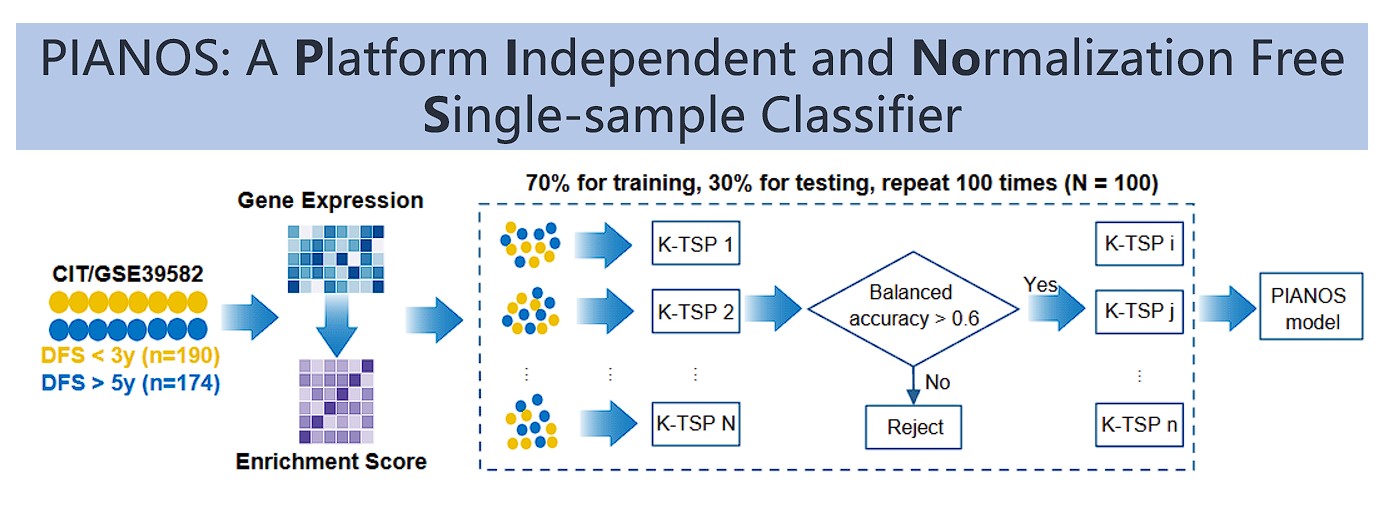 PIANOS: A Platform Independent and Normalization Free
Single-sample Classifier
70% for training, 30% for testing, repeat 100 times (N = 100)
Gene Expression
CIT/GSE39582
DFS < 3y (n=190)
DFS > 5y (n=174)
Enrichment Score
K-TSP 1
K-TSP 2
⋮
⋮
⋮
K-TSP N
Balanced
accuracy > 0.6
Yes
No
Reject
K-TSP i
K-TSP j
⋮
K-TSP n
PIANOS
model